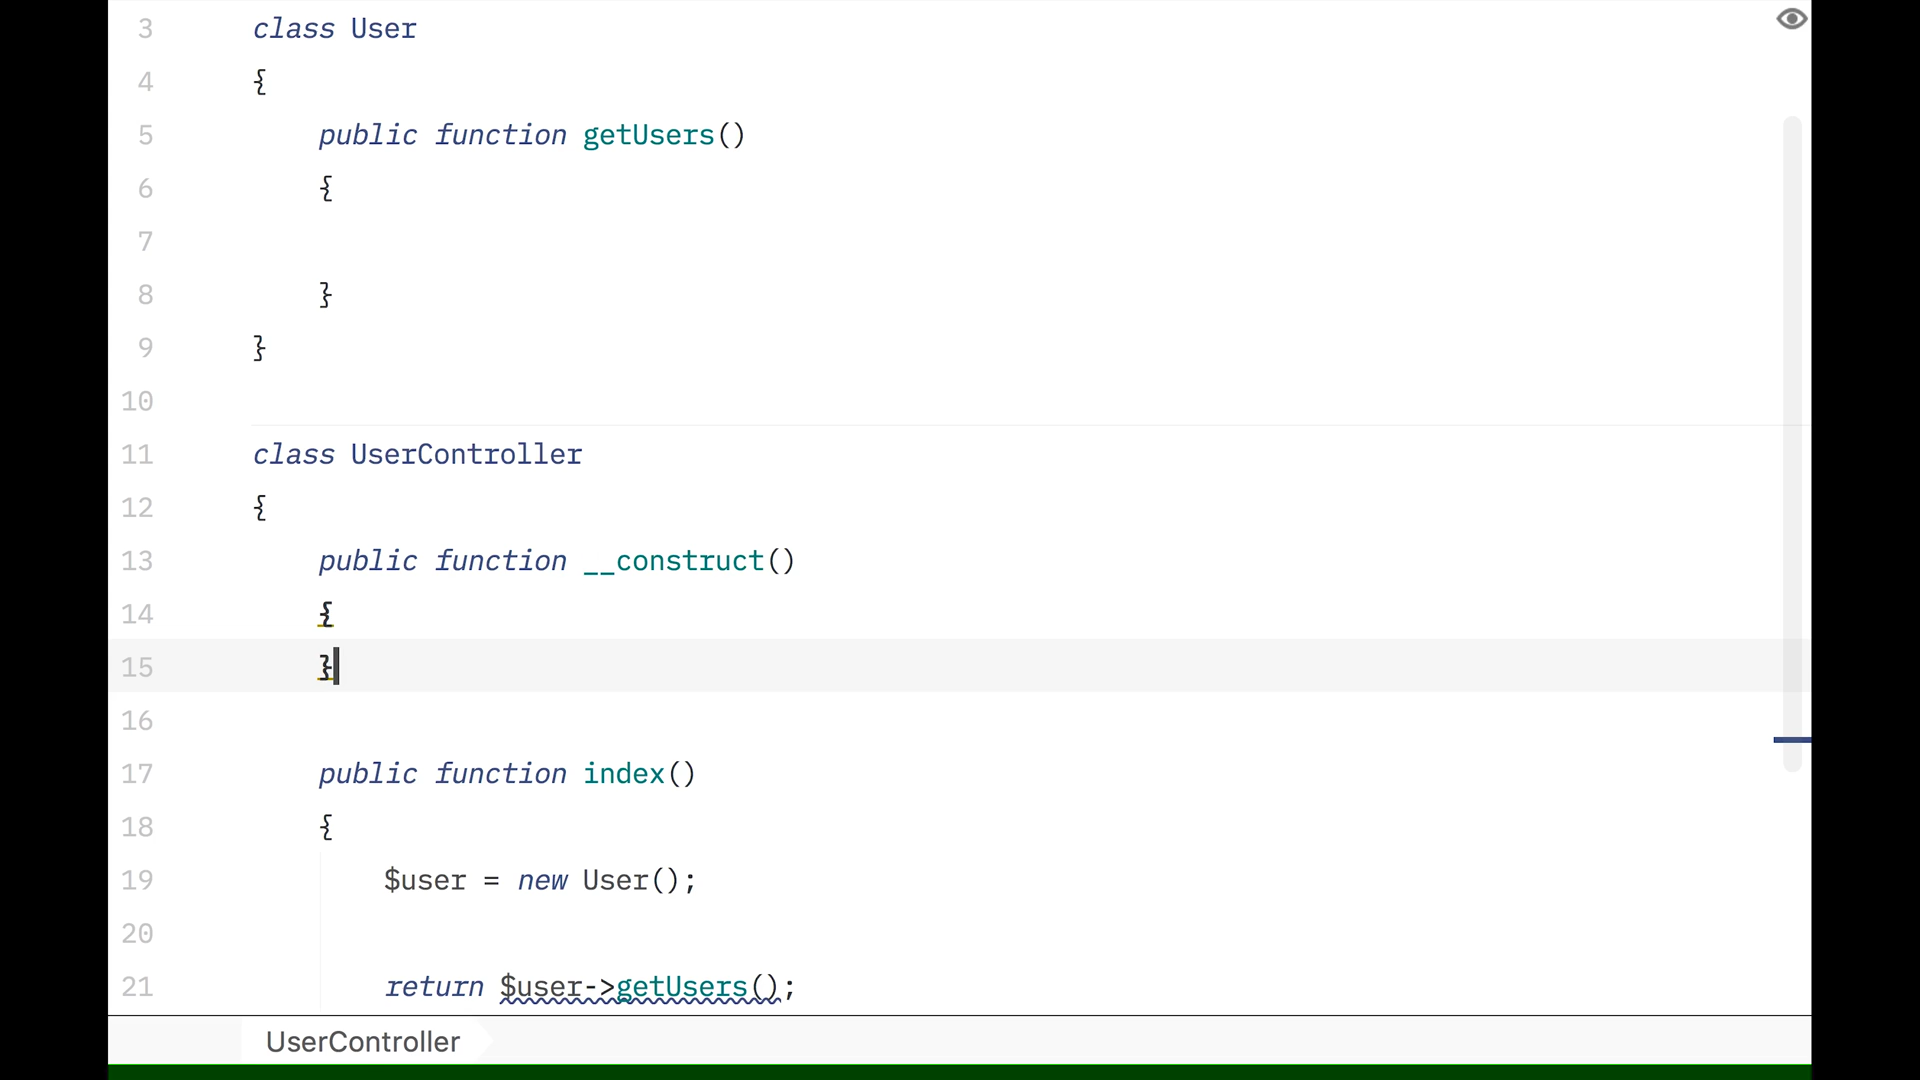 3 class User
4 {
5 public function getUsers()
6 {
7
8 }
9 }
10
11 class UserController
12 {
13 public function __construct()
14 {
15 }
16
17 public function index()
18 {
19 $user = new User();
20
21 return $user->getUsers();
UserController